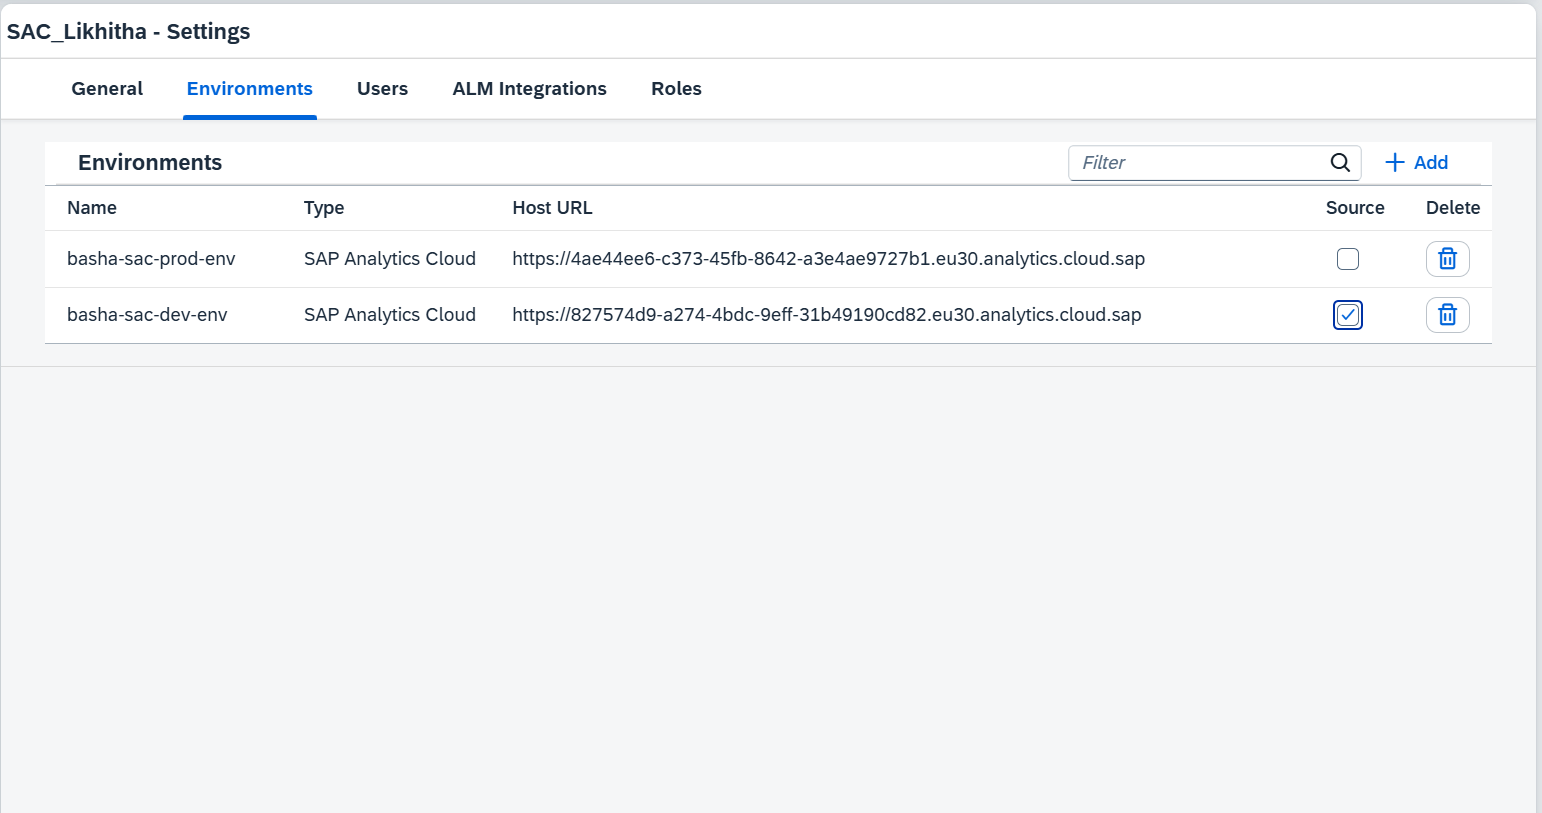 SAC_Likhitha - Settings
General Environments Users ALM Integrations Roles
Environments Filter Add
Name Type Host URL Source Delete
basha-sac-prod-env SAP Analytics Cloud https://4ae44ee6-c373-45fb-8642-a3e4ae9727b1.eu30.analytics.cloud.sap
basha-sac-dev-env SAP Analytics Cloud https://827574d9-a274-4bdc-9eff-31b49190cd82.eu30.analytics.cloud.sap